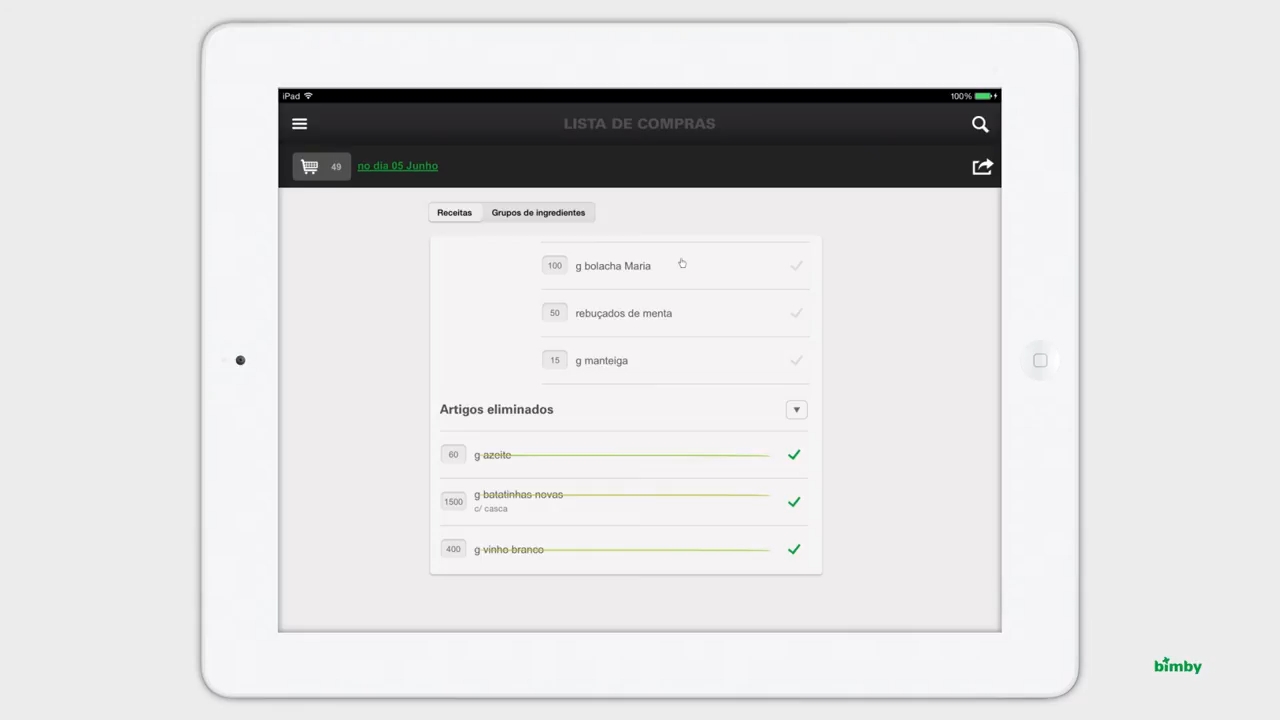 iPad
100%
LISTA DE COMPRAS
49
no dia 05 Junho
Receitas
Grupos de ingredientes
100 g bolacha Maria
50 rebuçados de menta
15 g manteiga
Artigos eliminados
60 g azeite
1500 g batatinhas novas
c/ casca
400 g vinho branco
bimby